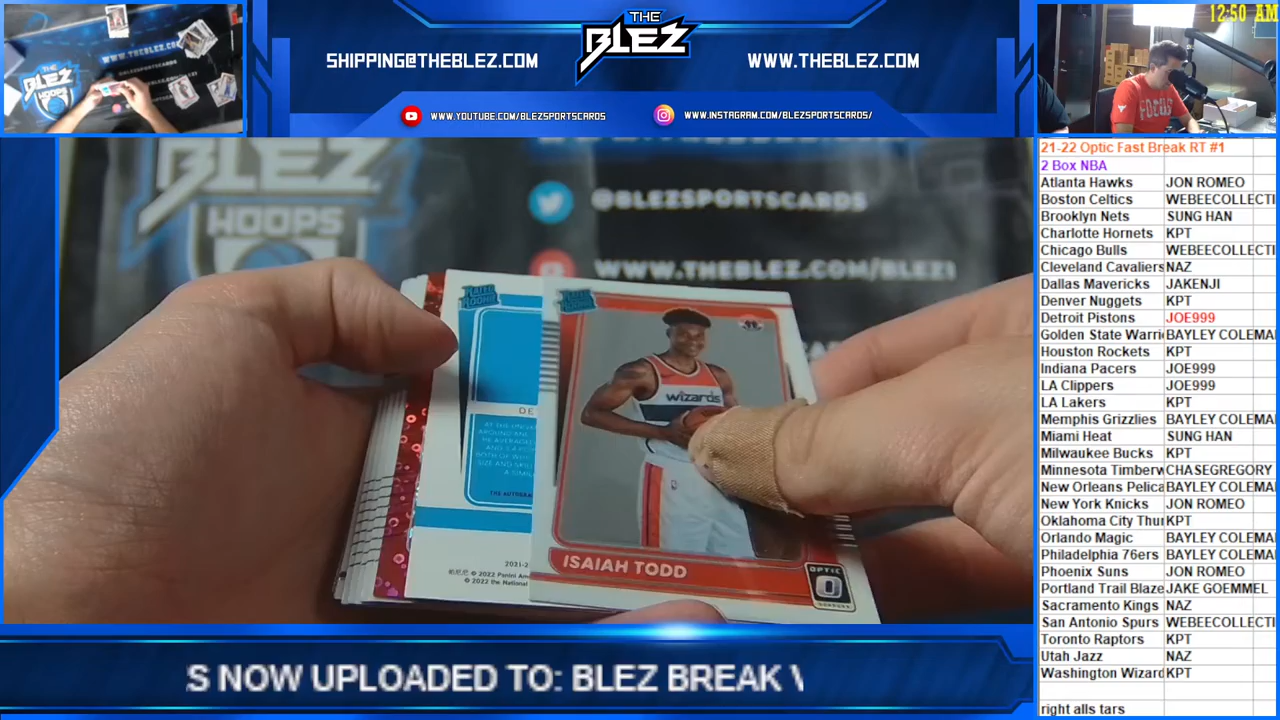 THE
BLEZ
SHIPPING@THEBLEZ.COM
WWW.THEBLEZ.COM
WWW.YOUTUBE.COM/BLEZSPORTSCARDS
WWW.INSTAGRAM.COM/BLEZSPORTSCARDS/
12:50 AM
FOCUS
BLEZ
HOOPS
@BLEZSPORTSCARDS
WWW.THEBLEZ.COM/BLEZ1
RATED ROOKIE
DE
RATED ROOKIE
wizards
ISAIAH TODD
OPTIC
21-22 Optic Fast Break RT #1
2 Box NBA
Atlanta Hawks JON ROMEO
Boston Celtics WEBEECOLLECTI
Brooklyn Nets SUNG HAN
Charlotte Hornets KPT
Chicago Bulls WEBEECOLLECTI
Cleveland Cavaliers NAZ
Dallas Mavericks JAKENJI
Denver Nuggets KPT
Detroit Pistons JOE999
Golden State Warri BAYLEY COLEMA
Houston Rockets KPT
Indiana Pacers JOE999
LA Clippers JOE999
LA Lakers KPT
Memphis Grizzlies BAYLEY COLEMA
Miami Heat SUNG HAN
Milwaukee Bucks KPT
Minnesota Timberw CHASEGREGORY
New Orleans Pelica BAYLEY COLEMA
New York Knicks JON ROMEO
Oklahoma City Thu KPT
Orlando Magic BAYLEY COLEMA
Philadelphia 76ers BAYLEY COLEMA
Phoenix Suns JON ROMEO
Portland Trail Blaze JAKE GOEMMEL
Sacramento Kings NAZ
San Antonio Spurs WEBEECOLLECTI
Toronto Raptors KPT
Utah Jazz NAZ
Washington Wizard KPT
right alls tars
S NOW UPLOADED TO: BLEZ BREAK V